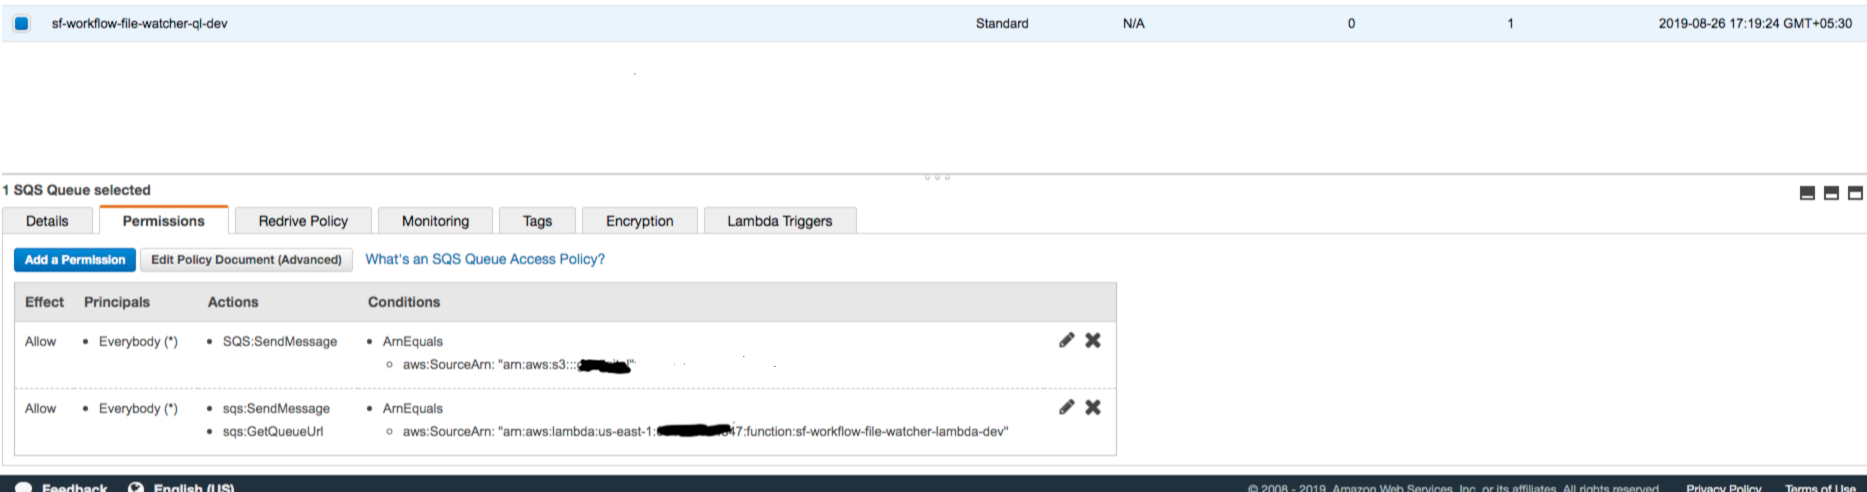 sf-workflow-file-watcher-ql-dev Standard N/A 0 1 2019-08-26 17:19:24 GMT+05:30
1 SQS Queue selected
Details Permissions Redrive Policy Monitoring Tags Encryption Lambda Triggers
Add a Permission Edit Policy Document (Advanced) What's an SQS Queue Access Policy?
Effect Principals Actions Conditions
Allow • Everybody (*) • SQS:SendMessage • ArnEquals
aws:SourceArn: "arn:aws:s3:::
Allow • Everybody (*) • sqs:SendMessage • ArnEquals
• sqs:GetQueueUrl aws:SourceArn: "arn:aws:lambda:us-east-1: 47:function:sf-workflow-file-watcher-lambda-dev"
Feedback English (US) © 2008 - 2019, Amazon Web Services, Inc. or its affiliates. All rights reserved. Privacy Policy Terms of Use